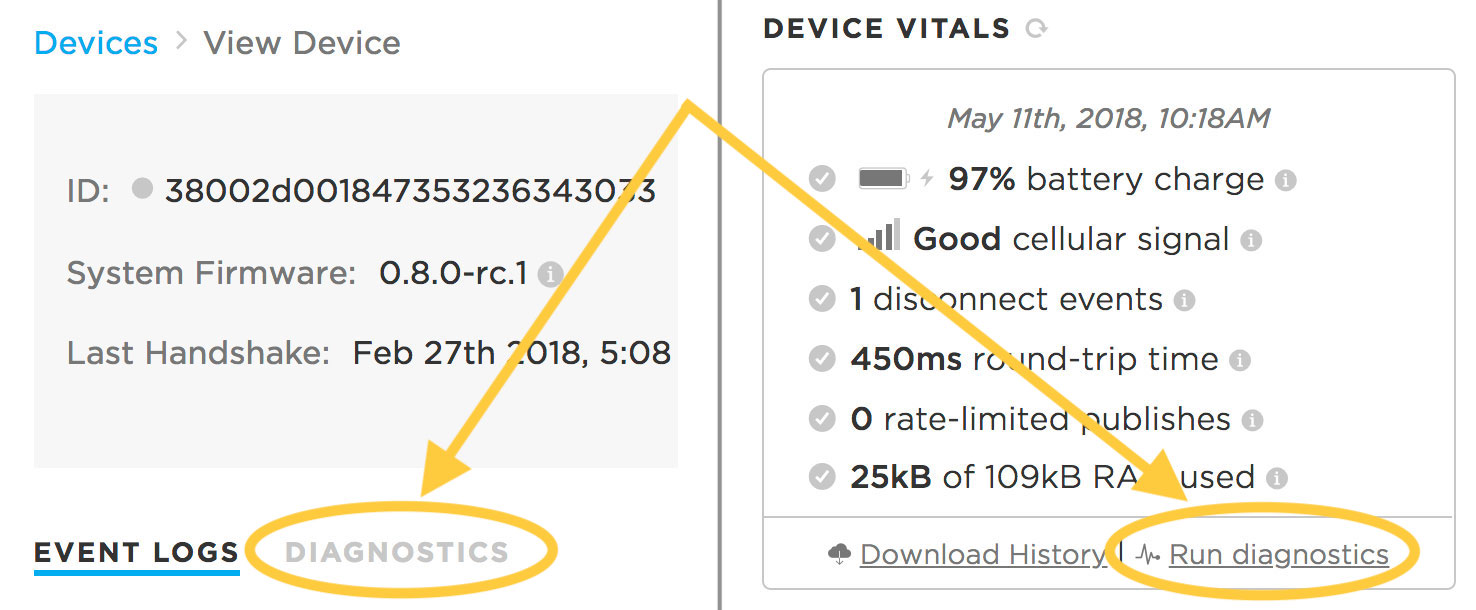 Devices > View Device
ID: 38002d001847353236343033
System Firmware: 0.8.0-rc.1
Last Handshake: Feb 27th 2018, 5:08
EVENT LOGS DIAGNOSTICS
DEVICE VITALS
May 11th, 2018, 10:18AM
97% battery charge
Good cellular signal
1 disconnect events
450ms round-trip time
0 rate-limited publishes
25kB of 109kB RAM used
Download History | Run diagnostics